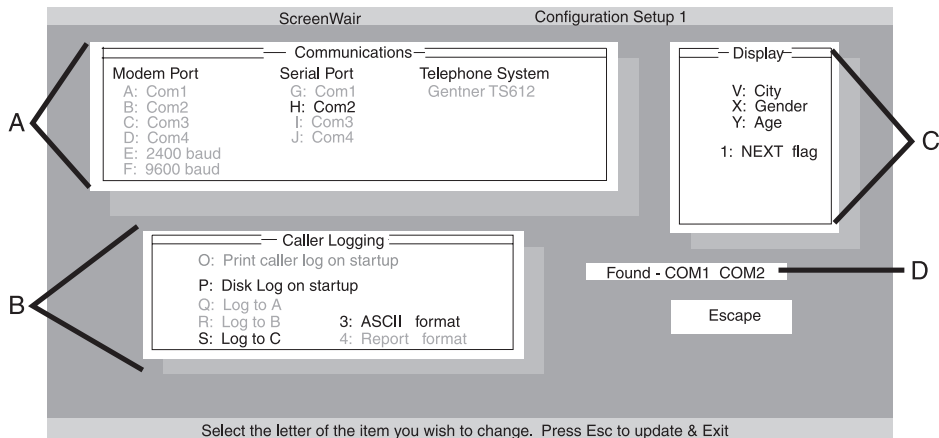 ScreenWair Configuration Setup 1
Communications
Modem Port Serial Port Telephone System
A: Com1 G: Com1 Gentner TS612
B: Com2 H: Com2
C: Com3 I: Com3
D: Com4 J: Com4
E: 2400 baud
F: 9600 baud
A
Display
V: City
X: Gender
Y: Age
1: NEXT flag
C
Caller Logging
O: Print caller log on startup
P: Disk Log on startup
Q: Log to A
R: Log to B 3: ASCII format
S: Log to C 4: Report format
B
Found - COM1 COM2
D
Escape
Select the letter of the item you wish to change. Press Esc to update & Exit